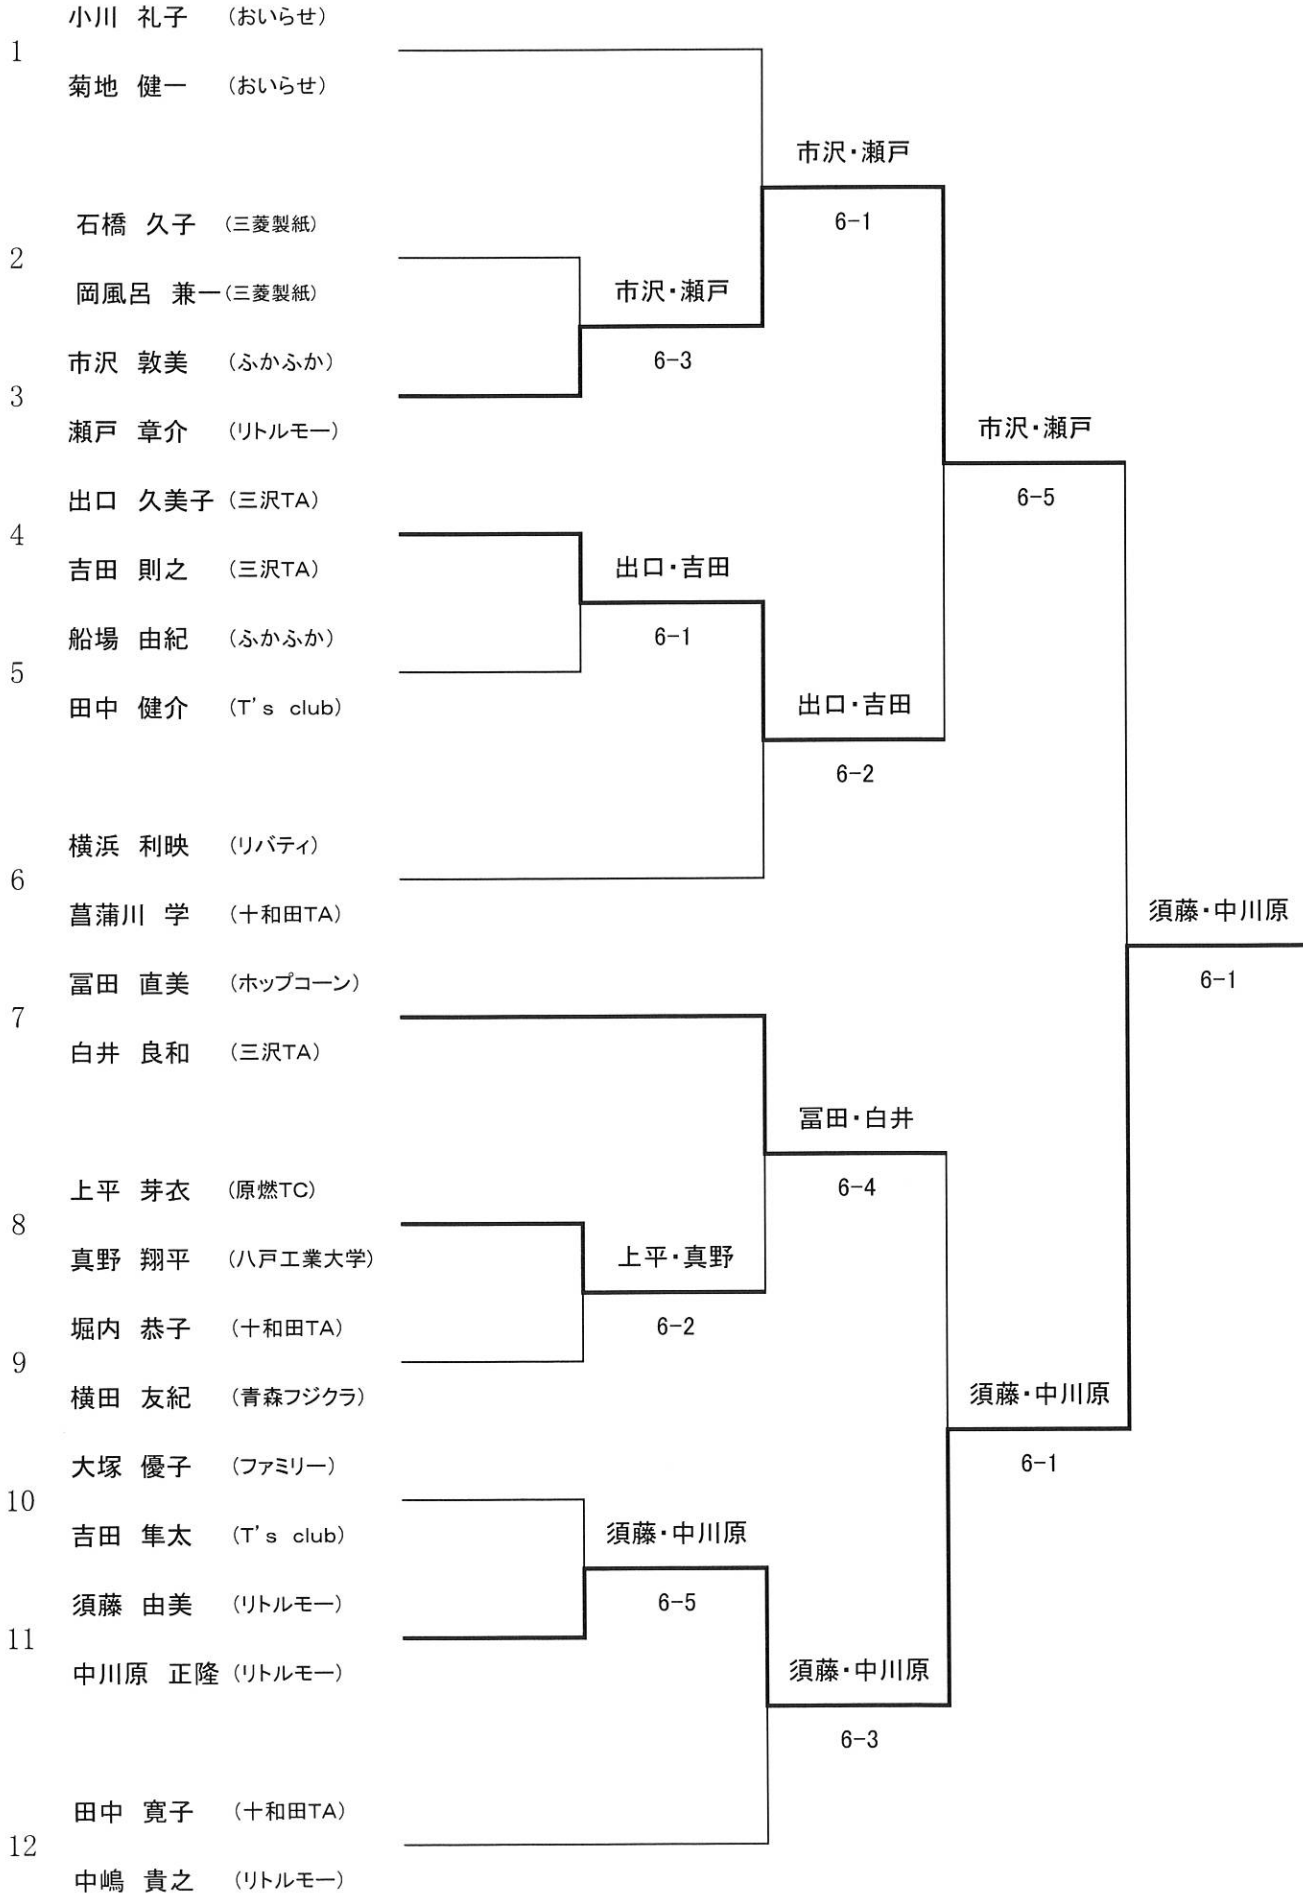 小川 礼子 (おいらせ)
1
菊地 健一 (おいらせ)
市沢・瀬戸
石橋 久子 (三菱製紙)
6-1
2
岡風呂 兼一 (三菱製紙)
市沢・瀬戸
市沢 敦美 (ふかふか)
6-3
3
瀬戸 章介 (リトルモー)
市沢・瀬戸
出口 久美子 (三沢TA)
6-5
4
吉田 則之 (三沢TA)
出口・吉田
船場 由紀 (ふかふか)
6-1
5
田中 健介 (T's club)
出口・吉田
6-2
横浜 利映 (リバティ)
6
菖蒲川 学 (十和田TA)
須藤・中川原
冨田 直美 (ホップコーン)
6-1
7
白井 良和 (三沢TA)
冨田・白井
上平 芽衣 (原燃TC)
6-4
8
真野 翔平 (八戸工業大学)
上平・真野
堀内 恭子 (十和田TA)
6-2
9
横田 友紀 (青森フジクラ)
須藤・中川原
大塚 優子 (ファミリー)
6-1
10
吉田 隼太 (T's club)
須藤・中川原
須藤 由美 (リトルモー)
6-5
11
中川原 正隆 (リトルモー)
須藤・中川原
6-3
田中 寛子 (十和田TA)
12
中嶋 貴之 (リトルモー)